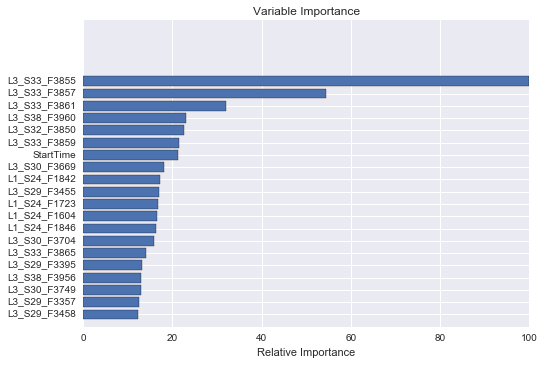 Variable Importance
L3_S33_F3855
L3_S33_F3857
L3_S33_F3861
L3_S38_F3960
L3_S32_F3850
L3_S33_F3859
StartTime
L3_S30_F3669
L1_S24_F1842
L3_S29_F3455
L1_S24_F1723
L1_S24_F1604
L1_S24_F1846
L3_S30_F3704
L3_S33_F3865
L3_S29_F3395
L3_S38_F3956
L3_S30_F3749
L3_S29_F3357
L3_S29_F3458
0 20 40 60 80 100
Relative Importance